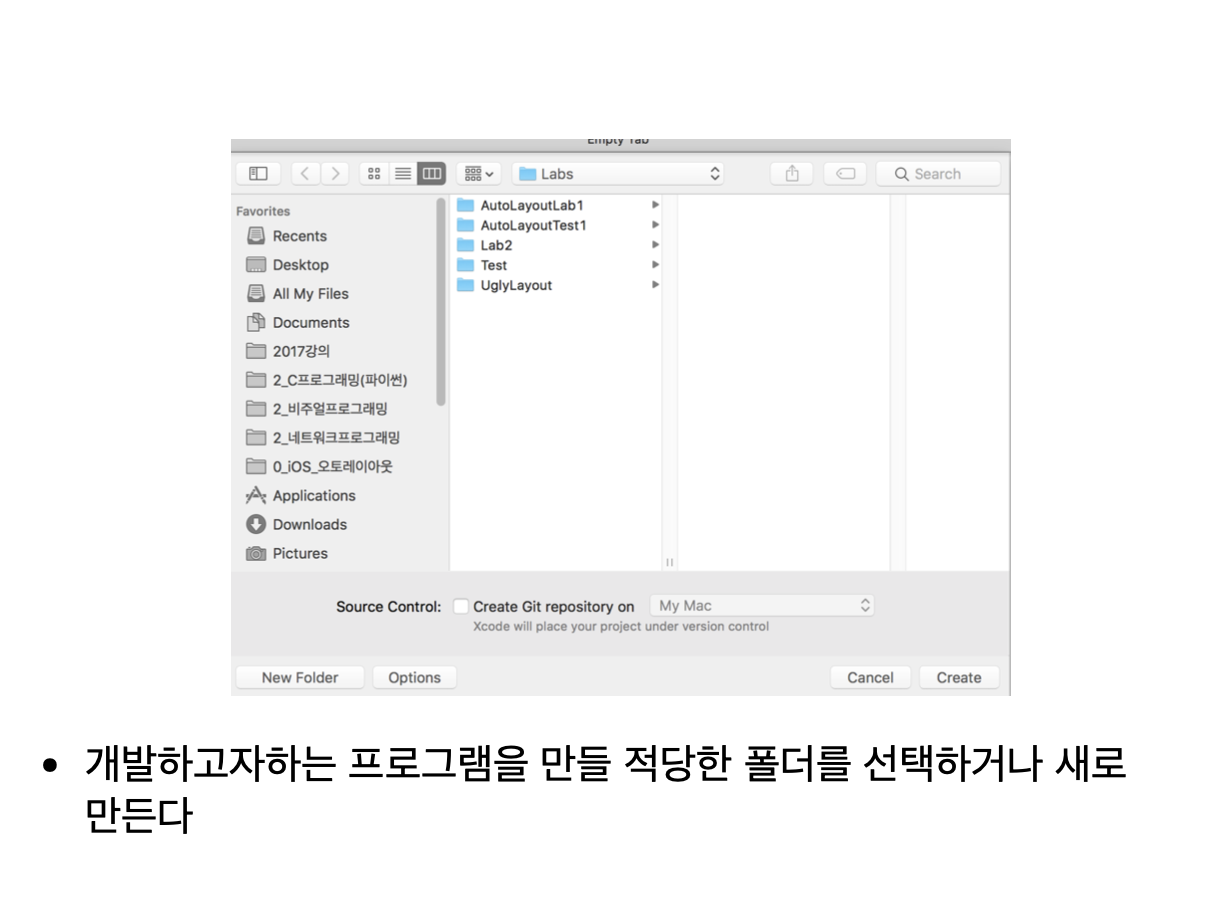 Empty Tab
Labs
Search
Favorites
Recents
Desktop
All My Files
Documents
2017강의
2_C프로그래밍(파이썬)
2_비주얼프로그래밍
2_네트워크프로그래밍
0_iOS_오토레이아웃
Applications
Downloads
Pictures
AutoLayoutLab1
AutoLayoutTest1
Lab2
Test
UglyLayout
Source Control: Create Git repository on My Mac
Xcode will place your project under version control
New Folder Options Cancel Create
• 개발하고자하는 프로그램을 만들 적당한 폴더를 선택하거나 새로
만든다